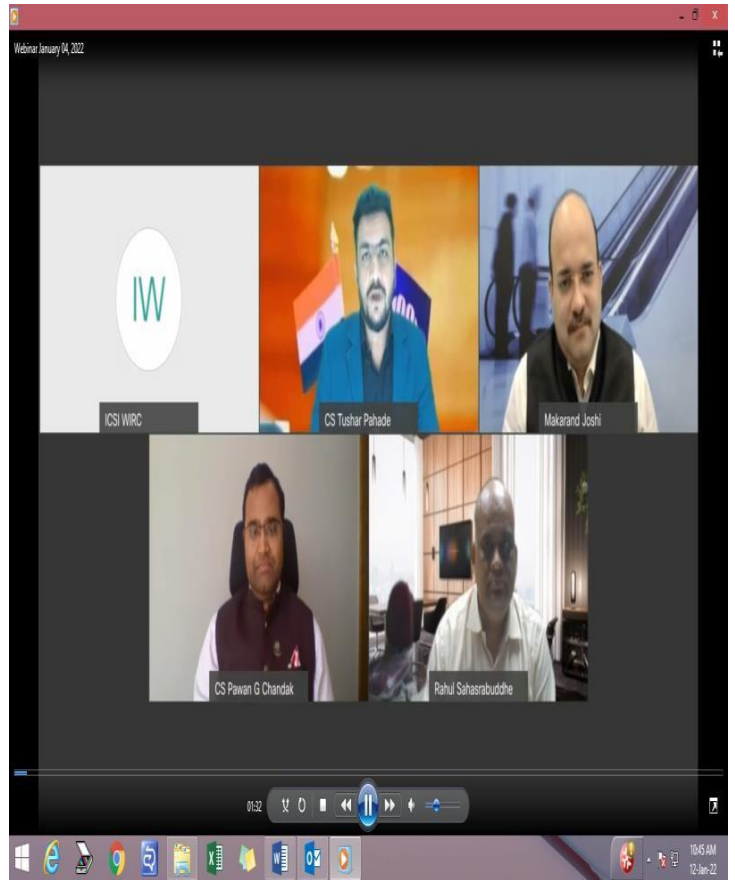 Webinar January 04, 2022
IW
100
ICSI WIRC
CS Tushar Pahade
Makarand Joshi
CS Pawan G Chandak
Rahul Sahasrabuddhe
01:32
10:45 AM
12-Jan-22